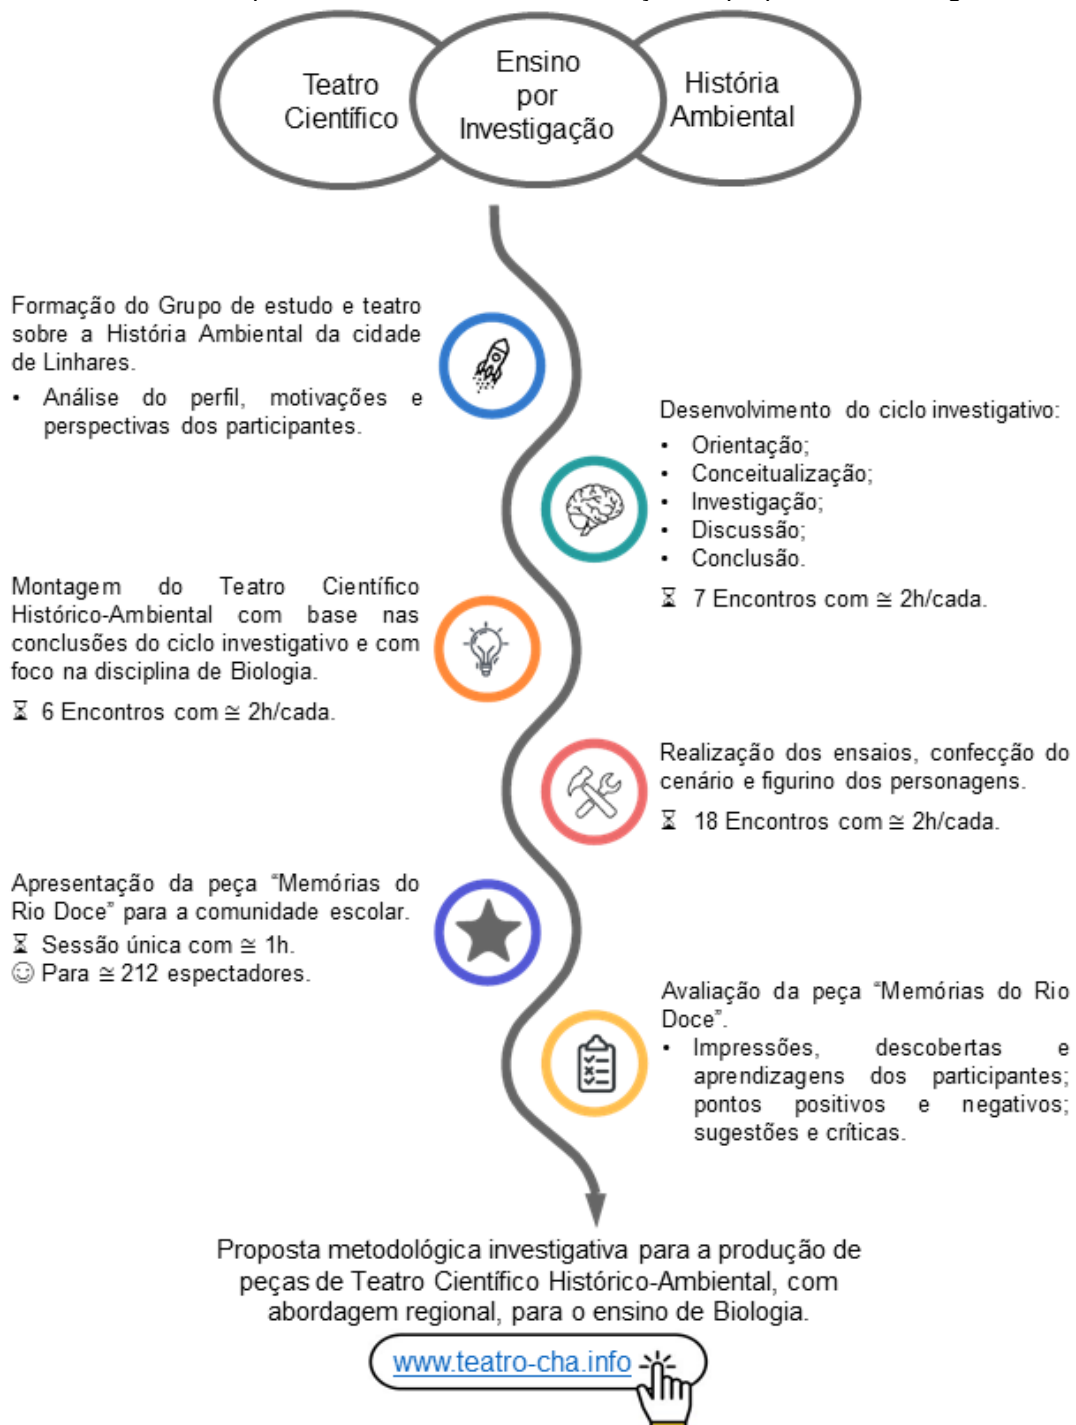 Teatro
Científico
Ensino
por
Investigação
História
Ambiental
Formação do Grupo de estudo e teatro
sobre a História Ambiental da cidade
de Linhares.
• Análise do perfil, motivações e
perspectivas dos participantes.
Desenvolvimento do ciclo investigativo:
• Orientação;
• Conceitualização;
• Investigação;
• Discussão;
• Conclusão.
⌛ 7 Encontros com ≅ 2h/cada.
Montagem do Teatro Científico
Histórico-Ambiental com base nas
conclusões do ciclo investigativo e com
foco na disciplina de Biologia.
⌛ 6 Encontros com ≅ 2h/cada.
Realização dos ensaios, confecção do
cenário e figurino dos personagens.
⌛ 18 Encontros com ≅ 2h/cada.
Apresentação da peça “Memórias do
Rio Doce” para a comunidade escolar.
⌛ Sessão única com ≅ 1h.
☺ Para ≅ 212 espectadores.
Avaliação da peça “Memórias do Rio
Doce”.
• Impressões, descobertas e
aprendizagens dos participantes;
pontos positivos e negativos;
sugestões e críticas.
Proposta metodológica investigativa para a produção de
peças de Teatro Científico Histórico-Ambiental, com
abordagem regional, para o ensino de Biologia.
www.teatro-cha.info